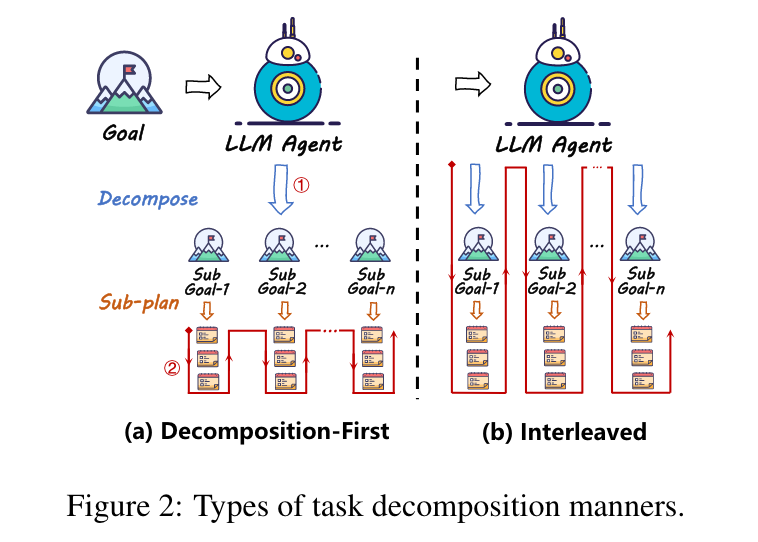 Goal
LLM Agent
LLM Agent
Decompose
①
Sub
Goal-1
Sub
Goal-2
...
Sub
Goal-n
Sub
Goal-1
Sub
Goal-2
...
Sub
Goal-n
Sub-plan
②
(a) Decomposition-First
(b) Interleaved
Figure 2: Types of task decomposition manners.